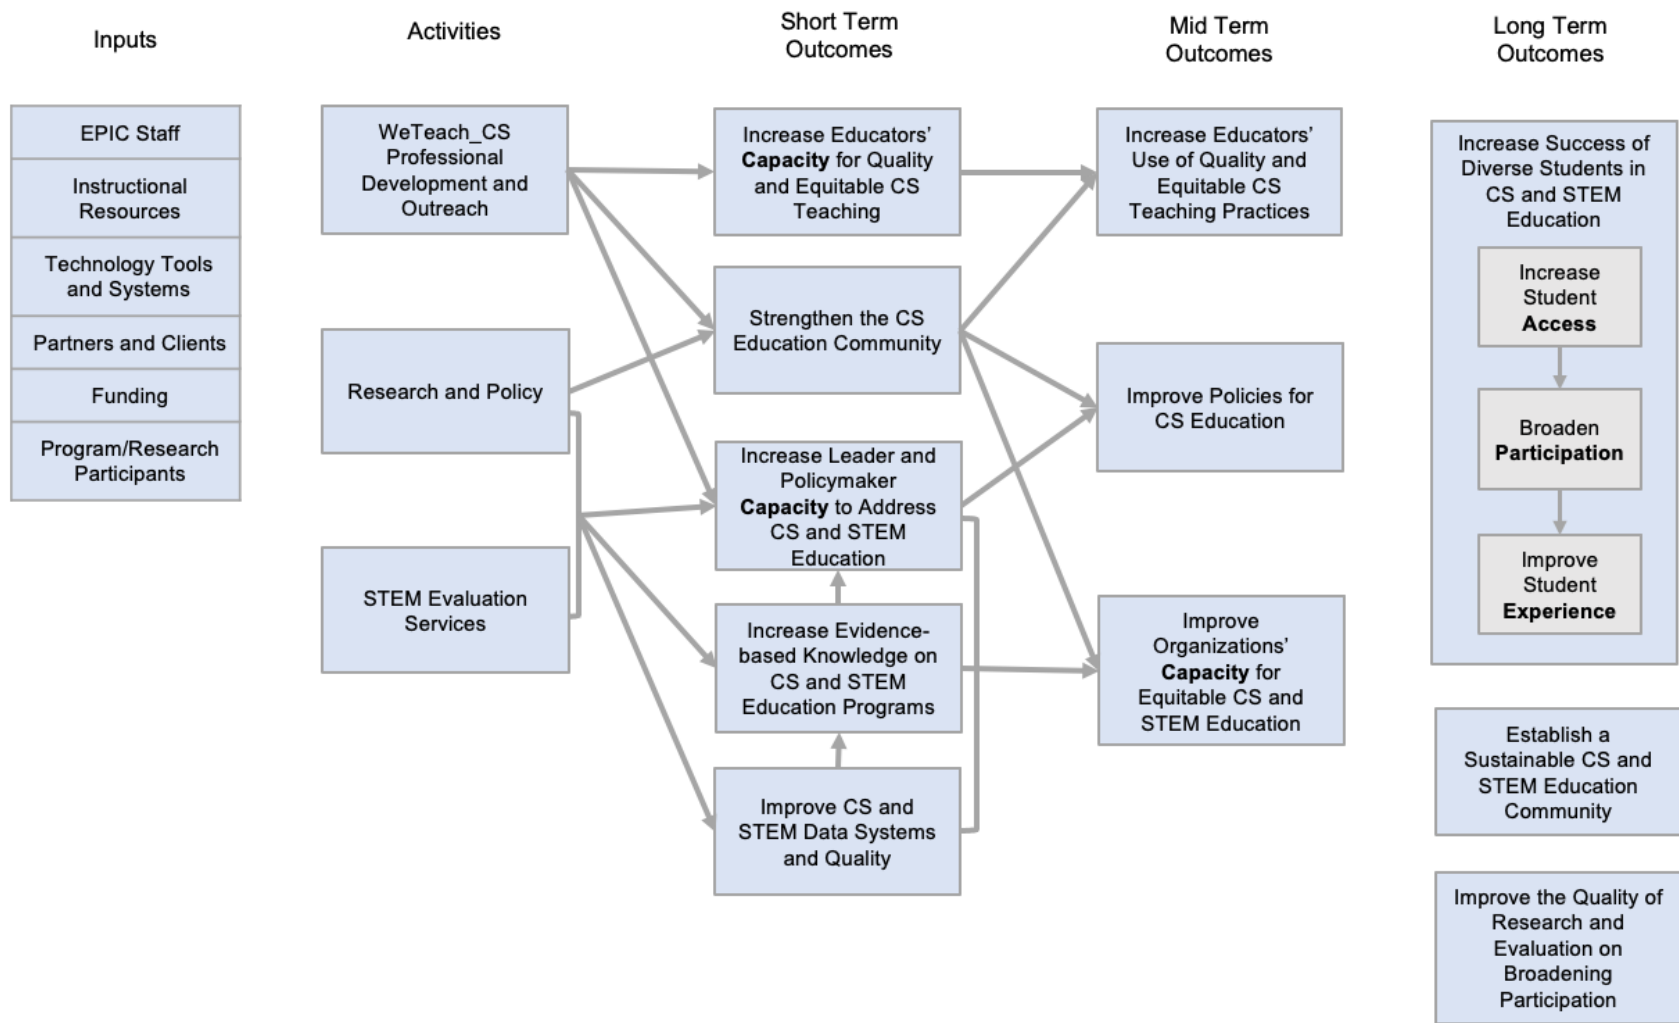 Inputs
Activities
Short Term
Outcomes
Mid Term
Outcomes
Long Term
Outcomes
EPIC Staff
Instructional
Resources
Technology Tools
and Systems
Partners and Clients
Funding
Program/Research
Participants
WeTeach_CS
Professional
Development and
Outreach
Research and Policy
STEM Evaluation
Services
Increase Educators'
Capacity for Quality
and Equitable CS
Teaching
Strengthen the CS
Education Community
Increase Leader and
Policymaker
Capacity to Address
CS and STEM
Education
Increase Evidence-
based Knowledge on
CS and STEM
Education Programs
Improve CS and
STEM Data Systems
and Quality
Increase Educators'
Use of Quality and
Equitable CS
Teaching Practices
Improve Policies for
CS Education
Improve
Organizations'
Capacity for
Equitable CS and
STEM Education
Increase Success of
Diverse Students in
CS and STEM
Education
Increase
Student
Access
Broaden
Participation
Improve
Student
Experience
Establish a
Sustainable CS and
STEM Education
Community
Improve the Quality of
Research and
Evaluation on
Broadening
Participation